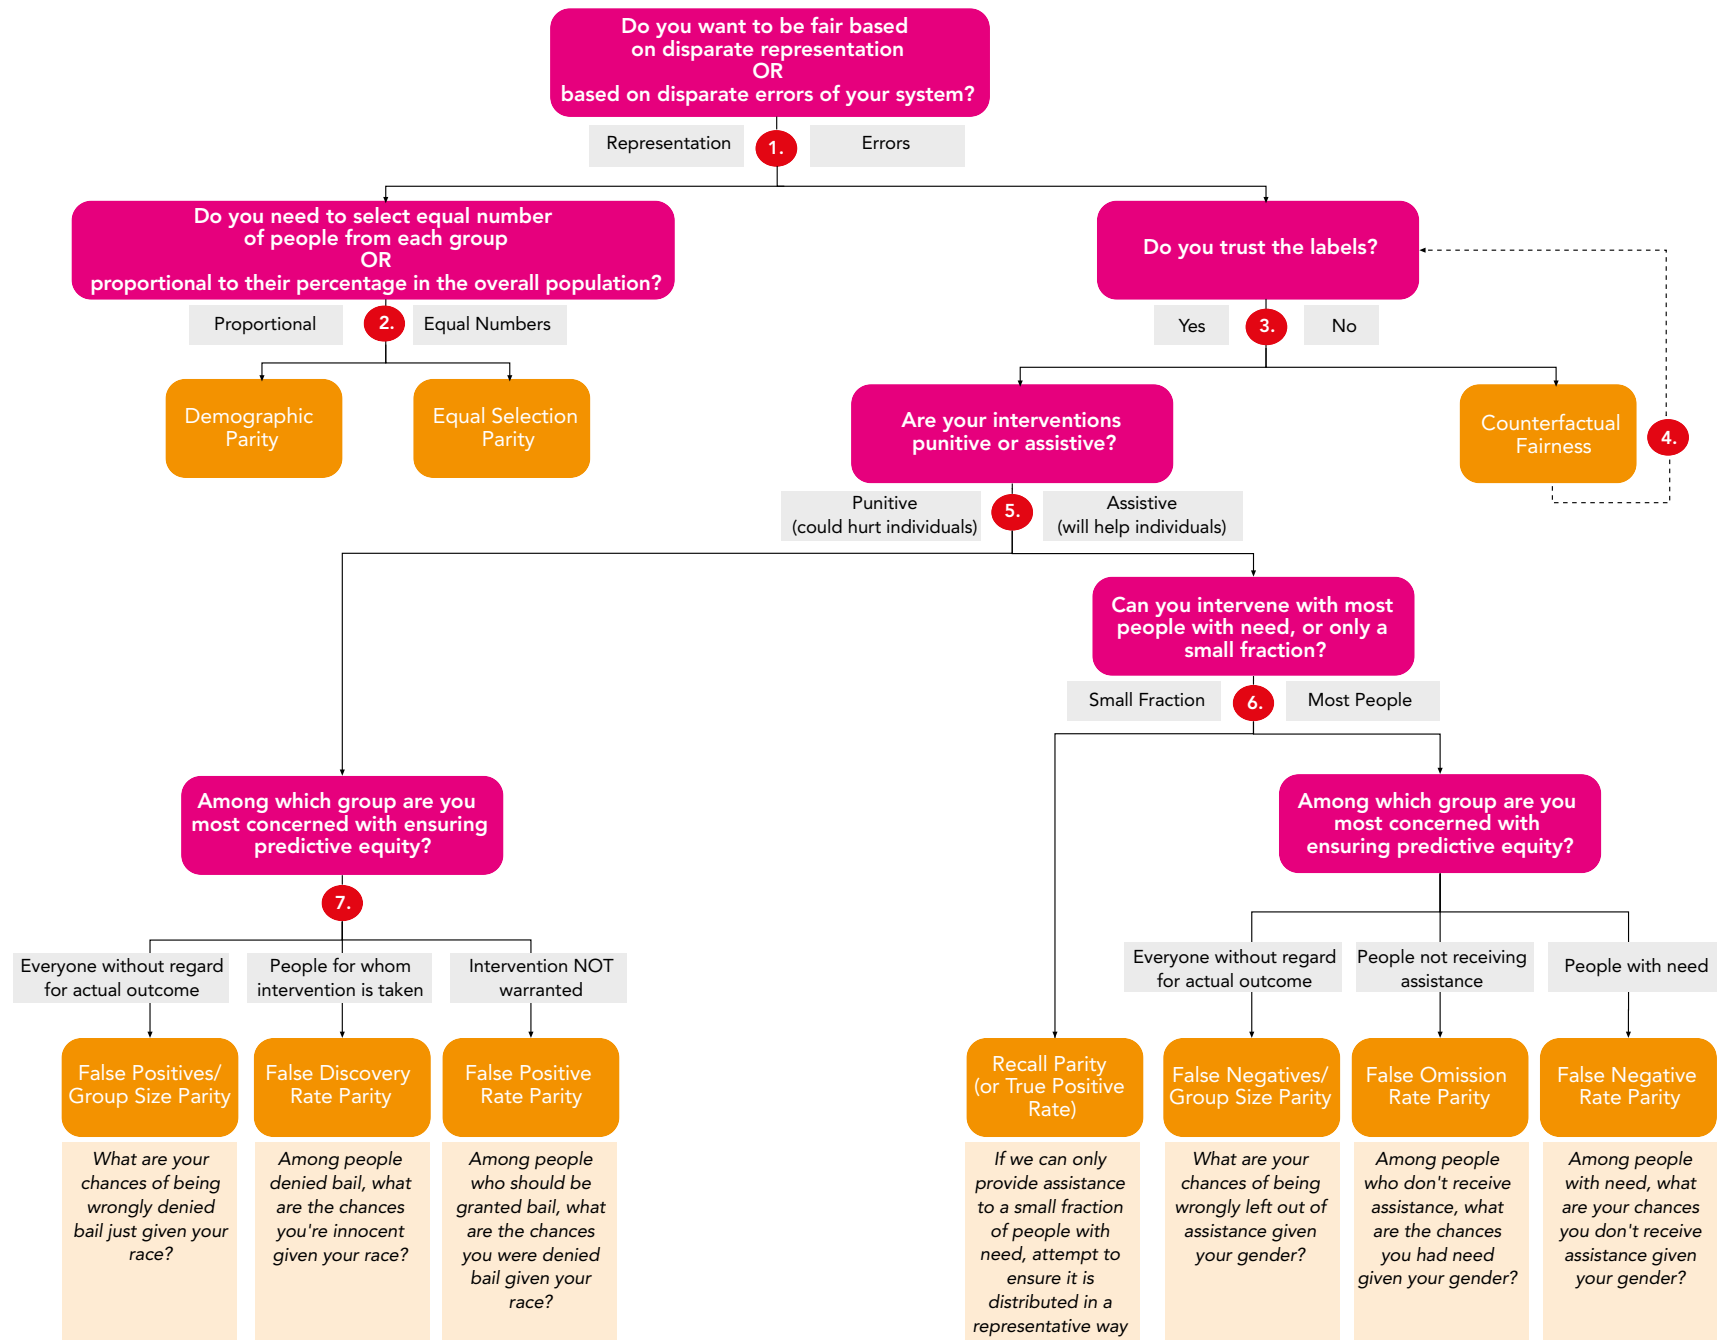 Do you want to be fair based
on disparate representation
OR
based on disparate errors of your system?
Representation
1.
Errors
Do you need to select equal number
of people from each group
OR
proportional to their percentage in the overall population?
Proportional
2.
Equal Numbers
Demographic
Parity
Equal Selection
Parity
Do you trust the labels?
Yes
3.
No
Counterfactual
Fairness
4.
Are your interventions
punitive or assistive?
Punitive
(could hurt individuals)
5.
Assistive
(will help individuals)
Can you intervene with most
people with need, or only a
small fraction?
Small Fraction
6.
Most People
Among which group are you
most concerned with ensuring
predictive equity?
7.
Everyone without regard
for actual outcome
People for whom
intervention is taken
Intervention NOT
warranted
False Positives/
Group Size Parity
False Discovery
Rate Parity
False Positive
Rate Parity
What are your
chances of being
wrongly denied
bail just given your
race?
Among people
denied bail, what
are the chances
you're innocent
given your race?
Among people
who should be
granted bail, what
are the chances
you were denied
bail given your
race?
Among which group are you
most concerned with
ensuring predictive equity?
Everyone without regard
for actual outcome
People not receiving
assistance
People with need
Recall Parity
(or True Positive
Rate)
False Negatives/
Group Size Parity
False Omission
Rate Parity
False Negative
Rate Parity
If we can only
provide assistance
to a small fraction
of people with
need, attempt to
ensure it is
distributed in a
representative way
What are your
chances of being
wrongly left out of
assistance given
your gender?
Among people
who don't receive
assistance, what
are the chances
you had need
given your gender?
Among people
with need, what
are your chances
you don't receive
assistance given
your gender?